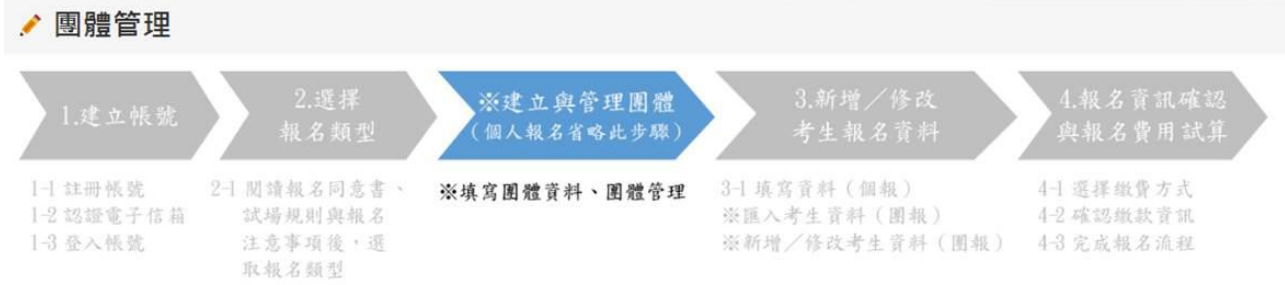 團體管理
1.建立帳號
2.選擇
報名類型
※建立與管理團體
(個人報名省略此步驟)
3.新增／修改
考生報名資料
4.報名資訊確認
與報名費用試算
1-1 註冊帳號
1-2 認證電子信箱
1-3 登入帳號
2-1 閱讀報名同意書、
試場規則與報名
注意事項後，選
取報名類型
※填寫團體資料、團體管理
3-1 填寫資料（個報）
※匯入考生資料（團報）
※新增／修改考生資料（團報）
4-1 選擇繳費方式
4-2 確認繳款資訊
4-3 完成報名流程